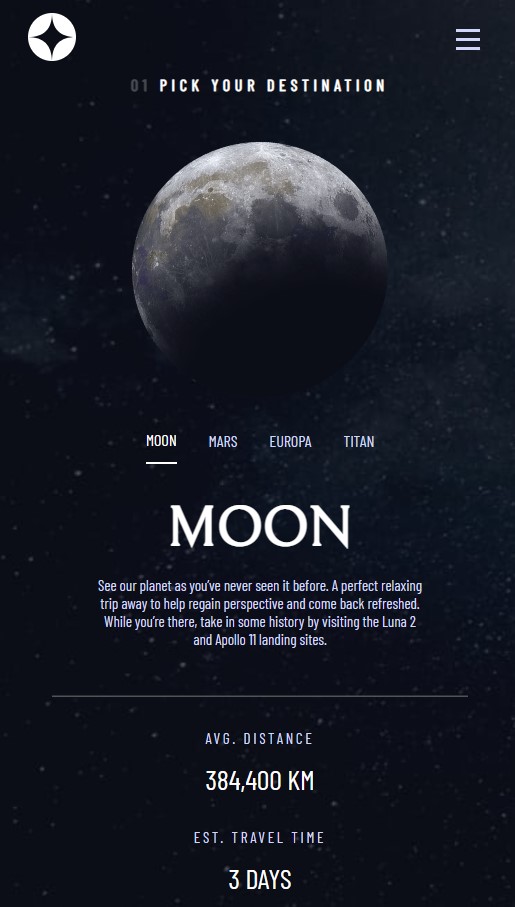 01 PICK YOUR DESTINATION
MOON MARS EUROPA TITAN
MOON
See our planet as you’ve never seen it before. A perfect relaxing
trip away to help regain perspective and come back refreshed.
While you’re there, take in some history by visiting the Luna 2
and Apollo 11 landing sites.
AVG. DISTANCE
384,400 KM
EST. TRAVEL TIME
3 DAYS